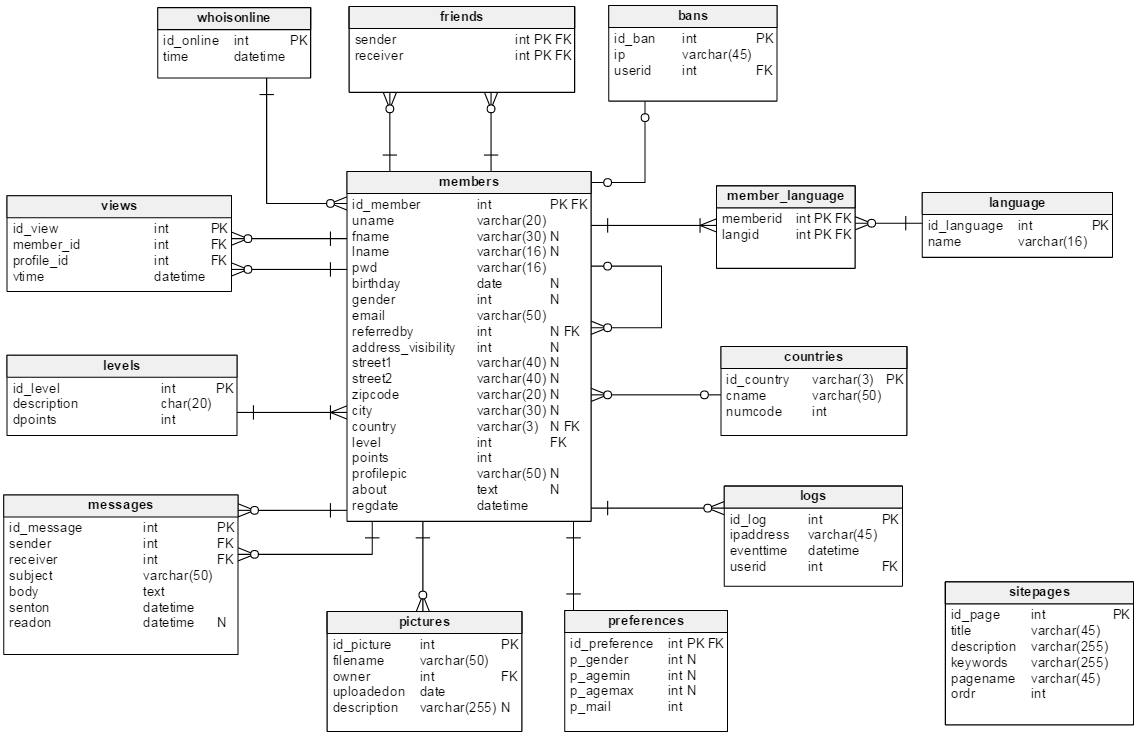 whoisonline
id_online int PK
time datetime
friends
sender int PK FK
receiver int PK FK
bans
id_ban int PK
ip varchar(45)
userid int FK
views
id_view int PK
member_id int FK
profile_id int FK
vtime datetime
members
id_member int PK FK
uname varchar(20)
fname varchar(30) N
lname varchar(16) N
pwd varchar(16)
birthday date N
gender int N
email varchar(50)
referredby int N FK
address_visibility int N
street1 varchar(40) N
street2 varchar(40) N
zipcode varchar(20) N
city varchar(30) N
country varchar(3) N FK
level int FK
points int
profilepic varchar(50) N
about text N
regdate datetime
member_language
memberid int PK FK
langid int PK FK
language
id_language int PK
name varchar(16)
levels
id_level int PK
description char(20)
dpoints int
countries
id_country varchar(3) PK
cname varchar(50)
numcode int
messages
id_message int PK
sender int FK
receiver int FK
subject varchar(50)
body text
senton datetime
readon datetime N
logs
id_log int PK
ipaddress varchar(45)
eventtime datetime
userid int FK
pictures
id_picture int PK
filename varchar(50)
owner int FK
uploadedon date
description varchar(255) N
preferences
id_preference int PK FK
p_gender int N
p_agemin int N
p_agemax int N
p_mail int
sitepages
id_page int PK
title varchar(45)
description varchar(255)
keywords varchar(255)
pagename varchar(45)
ordr int